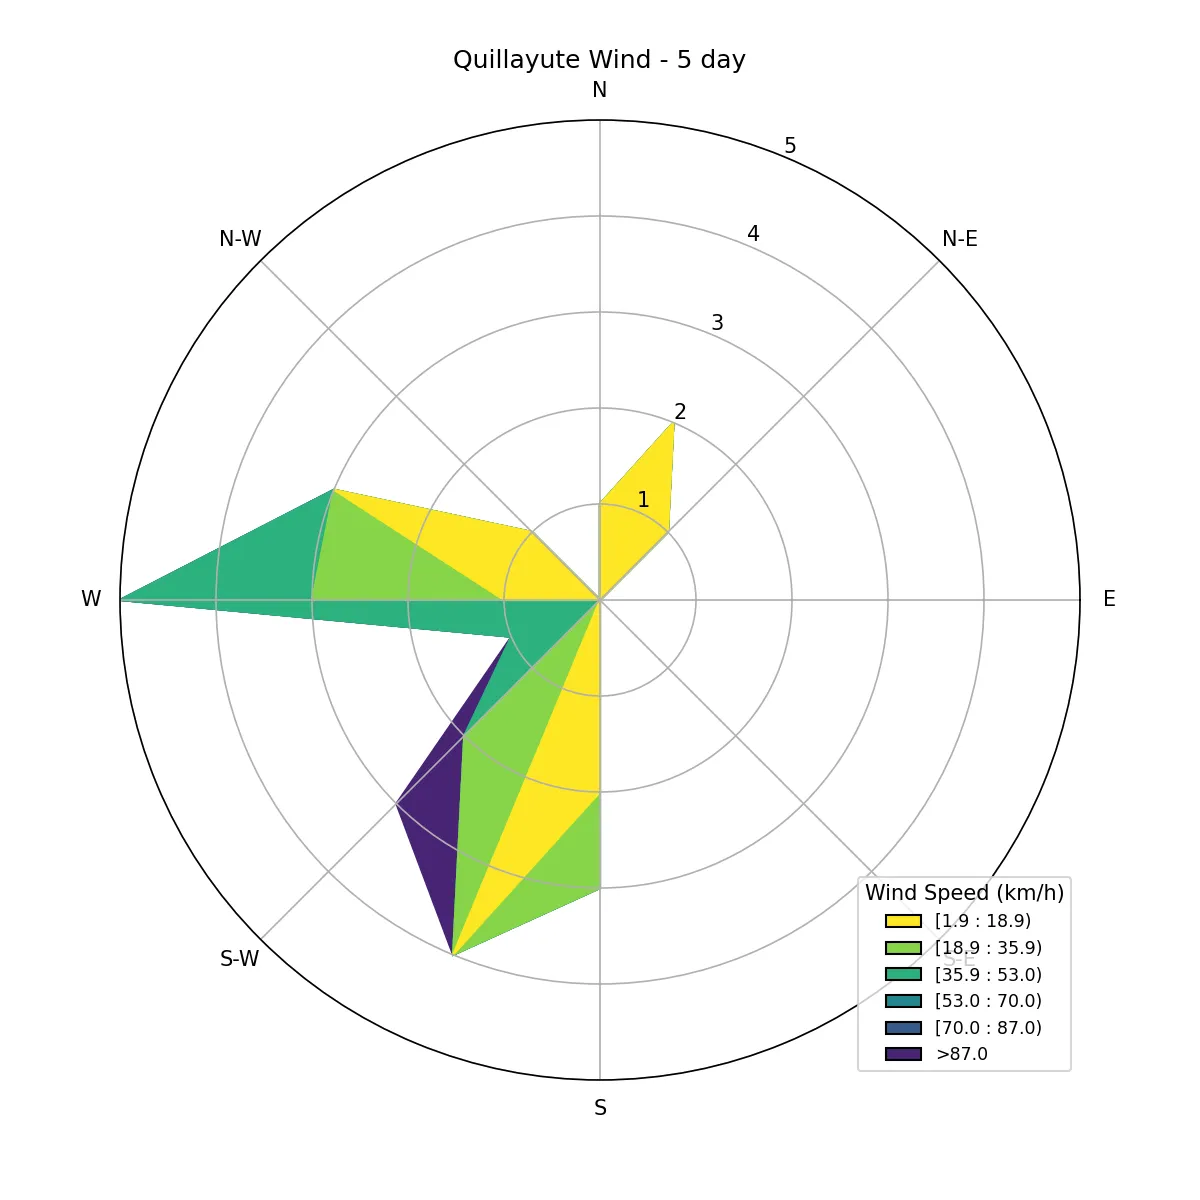 Quillayute Wind - 5 day
N
5
N-W
N-E
4
3
2
1
W
E
S-W
S-E
S
Wind Speed (km/h)
[1.9 : 18.9)
[18.9 : 35.9)
[35.9 : 53.0)
[53.0 : 70.0)
[70.0 : 87.0)
>87.0